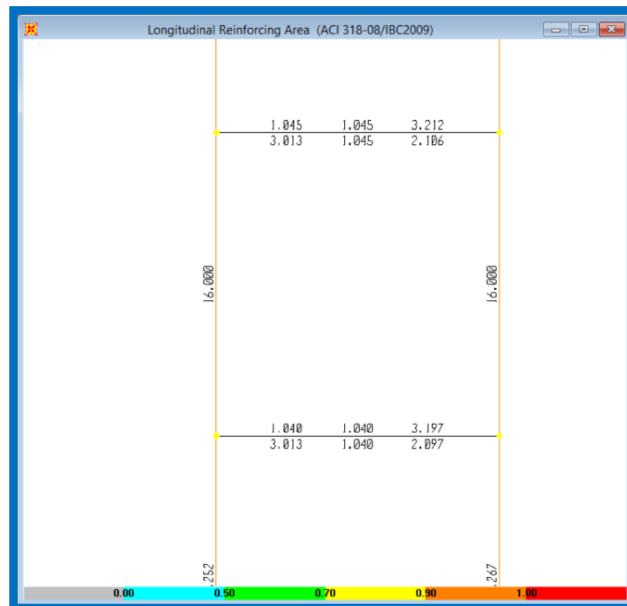 Longitudinal Reinforcing Area (ACI 318-08/IBC2009)
1.045 1.045 3.212
3.013 1.045 2.106
16.000 16.000
1.040 1.040 3.197
3.013 1.040 2.097
.252 .267
0.00 0.50 0.70 0.90 1.00